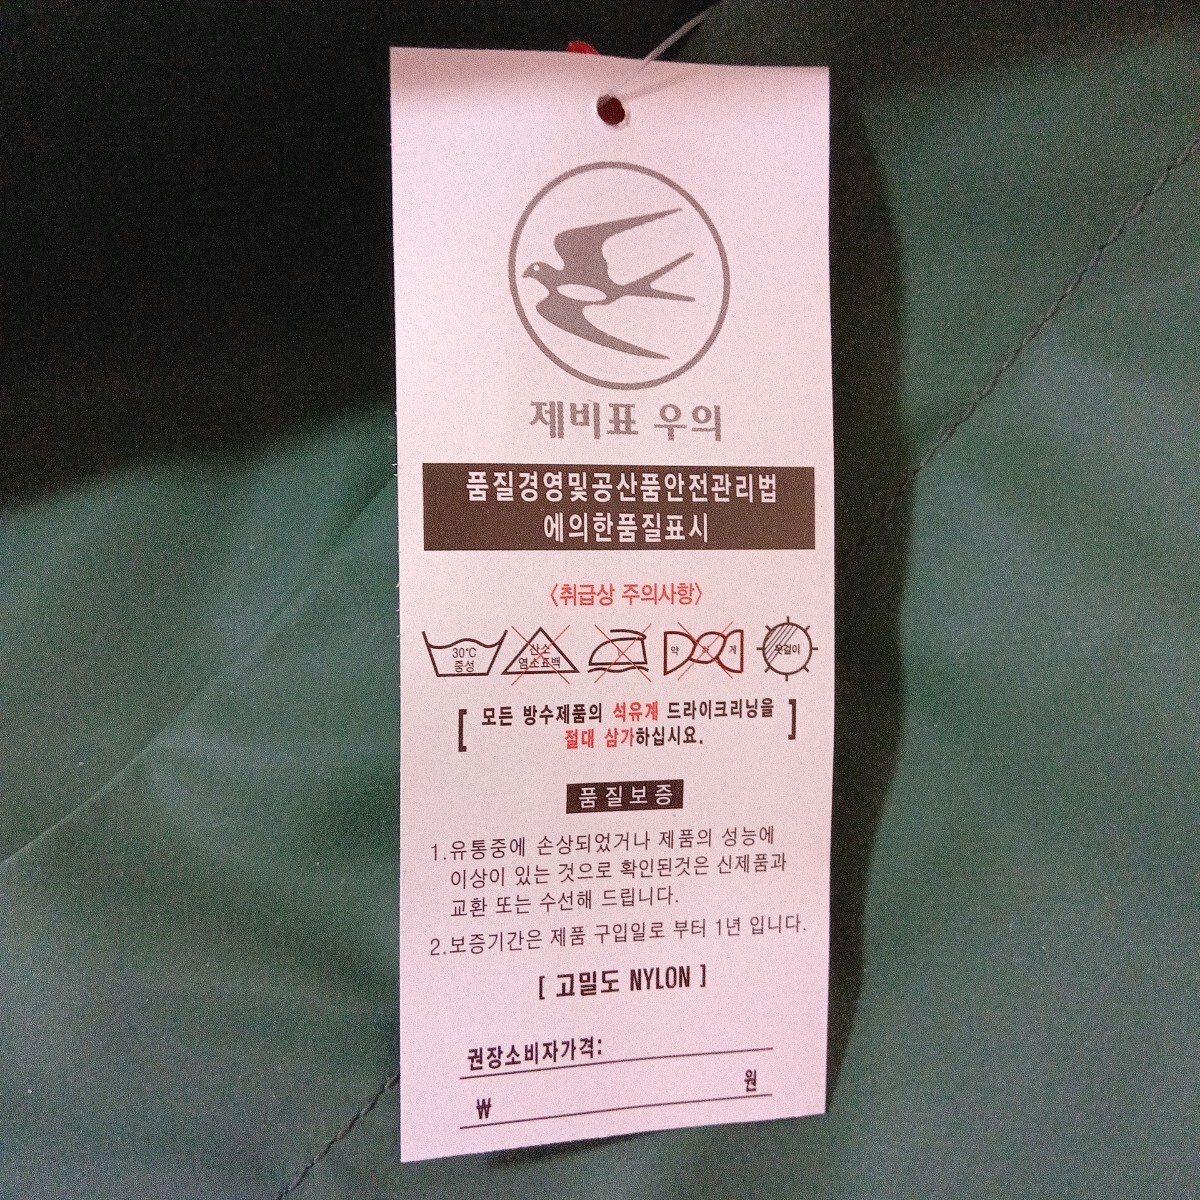 제비표 우의
품질경영및공산품안전관리법
에의한품질표시
〈취급상 주의사항〉
30℃
중성
산소
염소표백
약 하 게
옷걸이
[ 모든 방수제품의 석유계 드라이크리닝을
절대 삼가하십시요. ]
품질보증
1.유통중에 손상되었거나 제품의 성능에
이상이 있는 것으로 확인된것은 신제품과
교환 또는 수선해 드립니다.
2.보증기간은 제품 구입일로 부터 1년 입니다.
[ 고밀도 NYLON ]
권장소비자가격:
₩ 원